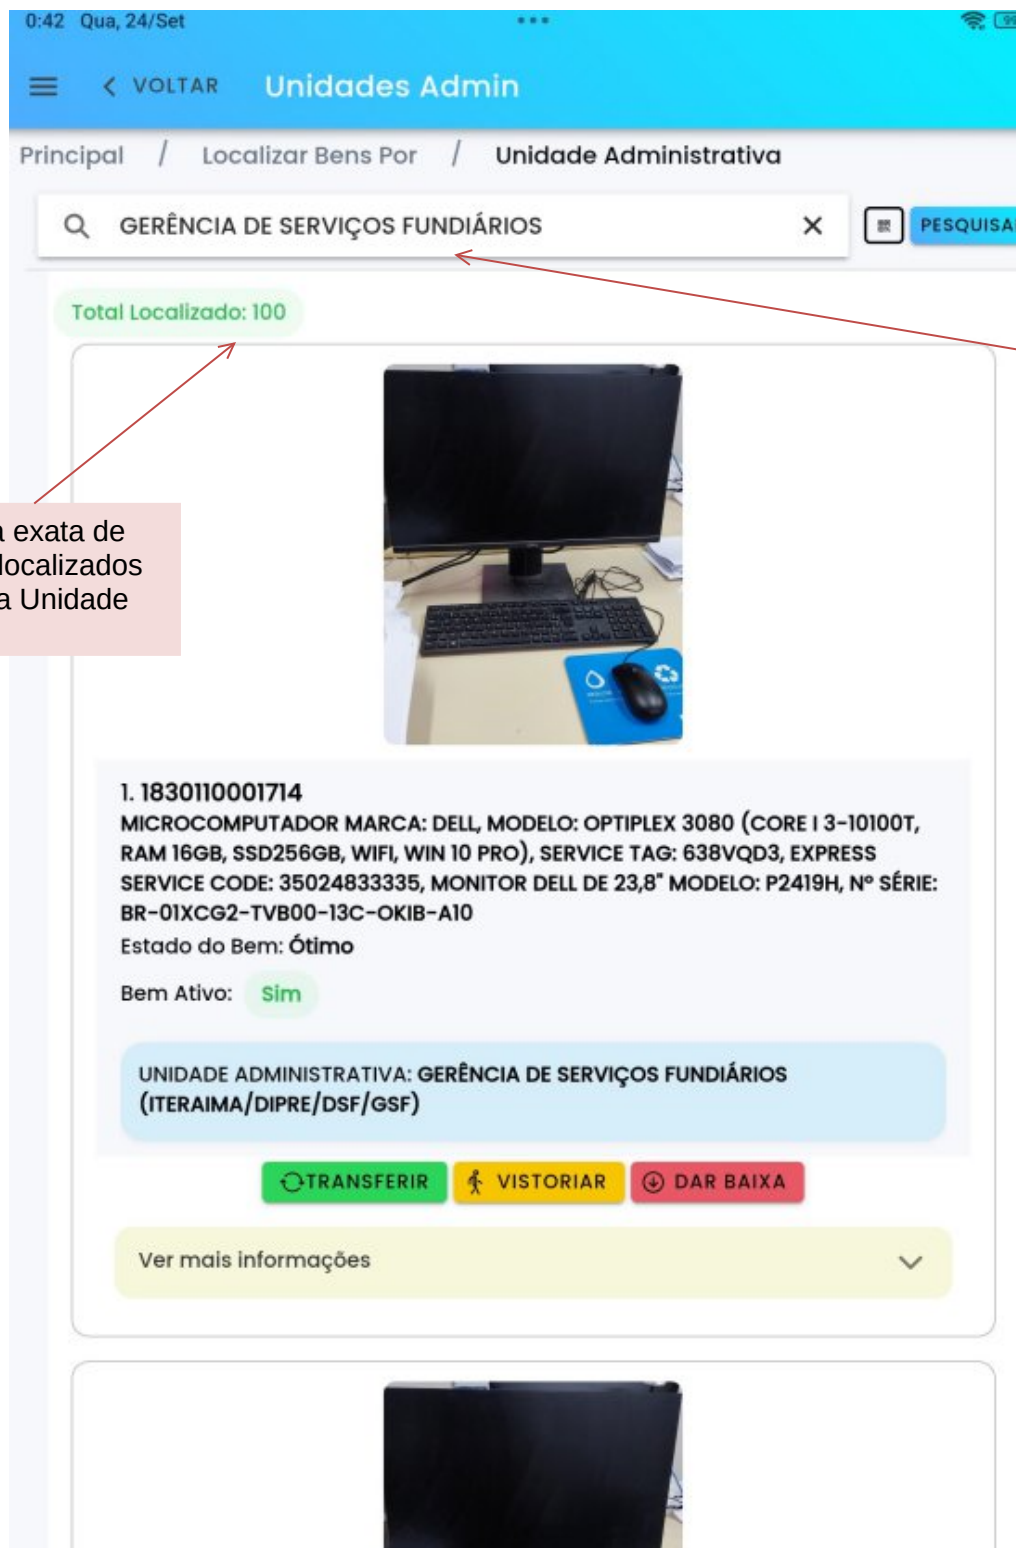 0:42 Qua, 24/Set
VOLTAR Unidades Admin
Principal / Localizar Bens Por / Unidade Administrativa
GERÊNCIA DE SERVIÇOS FUNDIÁRIOS
PESQUISA
Total Localizado: 100
a exata de
localizados
a Unidade
1. 1830110001714
MICROCOMPUTADOR MARCA: DELL, MODELO: OPTIPLEX 3080 (CORE I 3-10100T,
RAM 16GB, SSD256GB, WIFI, WIN 10 PRO), SERVICE TAG: 638VQD3, EXPRESS
SERVICE CODE: 35024833335, MONITOR DELL DE 23,8" MODELO: P2419H, Nº SÉRIE:
BR-01XCG2-TVB00-13C-OKIB-A10
Estado do Bem: Ótimo
Bem Ativo: Sim
UNIDADE ADMINISTRATIVA: GERÊNCIA DE SERVIÇOS FUNDIÁRIOS
(ITERAIMA/DIPRE/DSF/GSF)
TRANSFERIR VISTORIAR DAR BAIXA
Ver mais informações